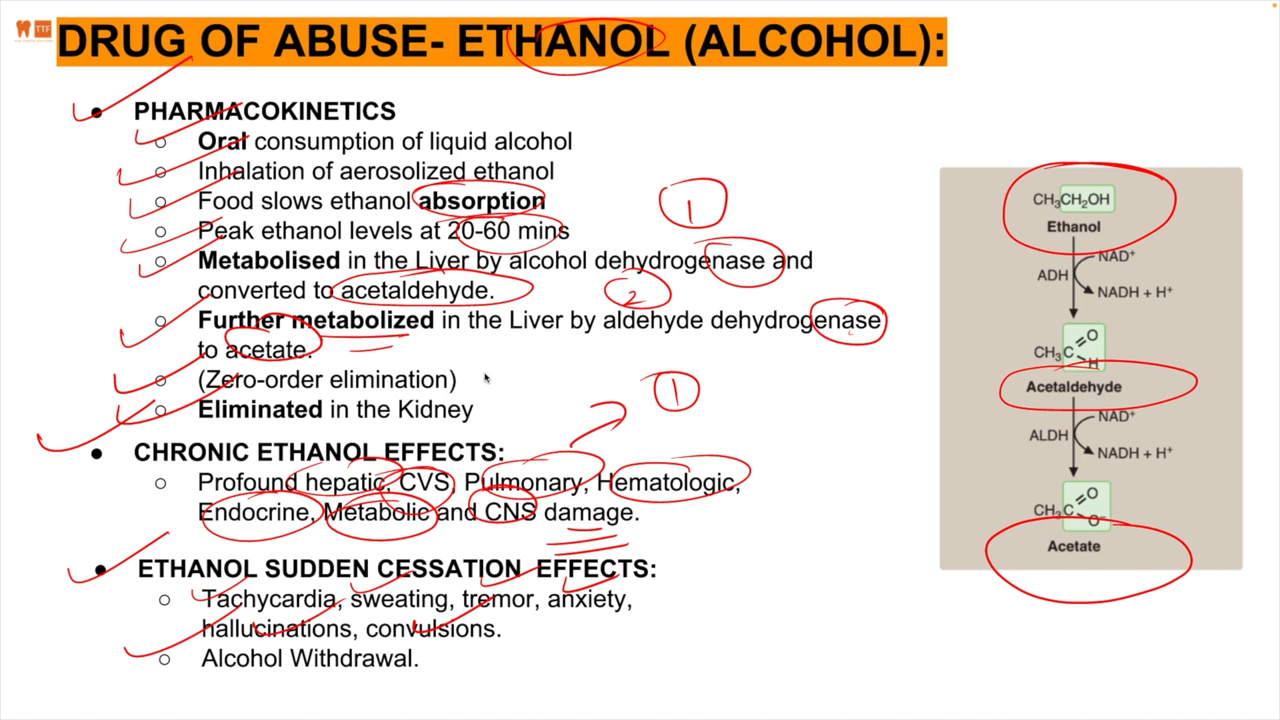 TTF
DRUG OF ABUSE- ETHANOL (ALCOHOL):
● PHARMACOKINETICS
○ Oral consumption of liquid alcohol
○ Inhalation of aerosolized ethanol
○ Food slows ethanol absorption
○ Peak ethanol levels at 20-60 mins
○ Metabolised in the Liver by alcohol dehydrogenase and
converted to acetaldehyde.
○ Further metabolized in the Liver by aldehyde dehydrogenase
to acetate.
○ (Zero-order elimination)
○ Eliminated in the Kidney
● CHRONIC ETHANOL EFFECTS:
○ Profound hepatic, CVS, Pulmonary, Hematologic,
Endocrine, Metabolic and CNS damage.
● ETHANOL SUDDEN CESSATION EFFECTS:
○ Tachycardia, sweating, tremor, anxiety,
hallucinations, convulsions.
○ Alcohol Withdrawal.
1
2
1
CH₃CH₂OH
Ethanol
NAD⁺
ADH
NADH + H⁺
O
CH₃C
H
Acetaldehyde
NAD⁺
ALDH
NADH + H⁺
O
CH₃C
O⁻
Acetate